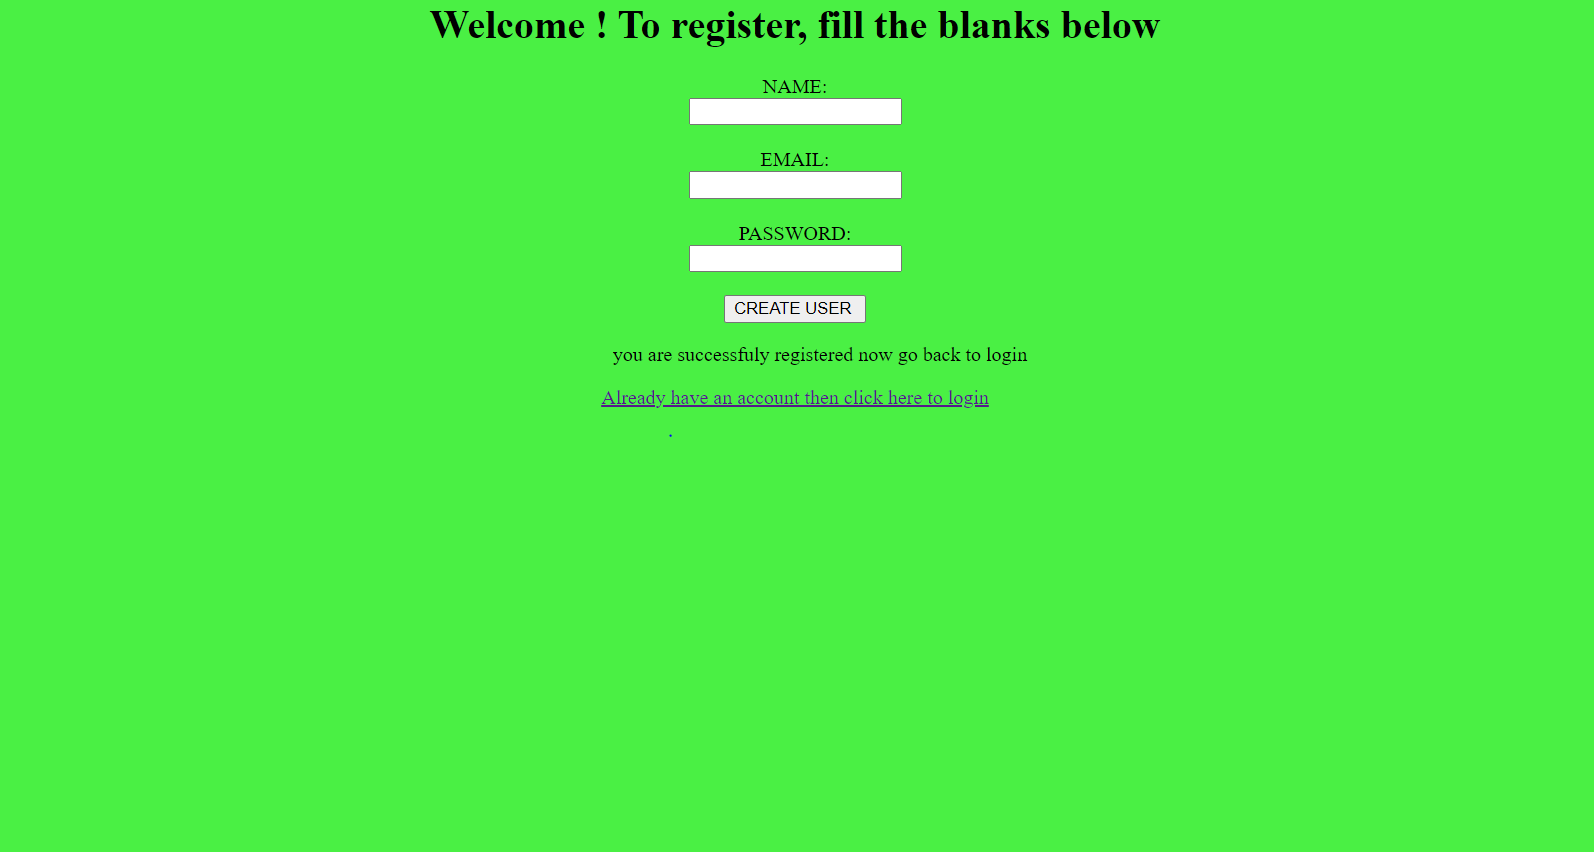 Welcome ! To register, fill the blanks below
NAME:
EMAIL:
PASSWORD:
CREATE USER
you are successfuly registered now go back to login
Already have an account then click here to login
.